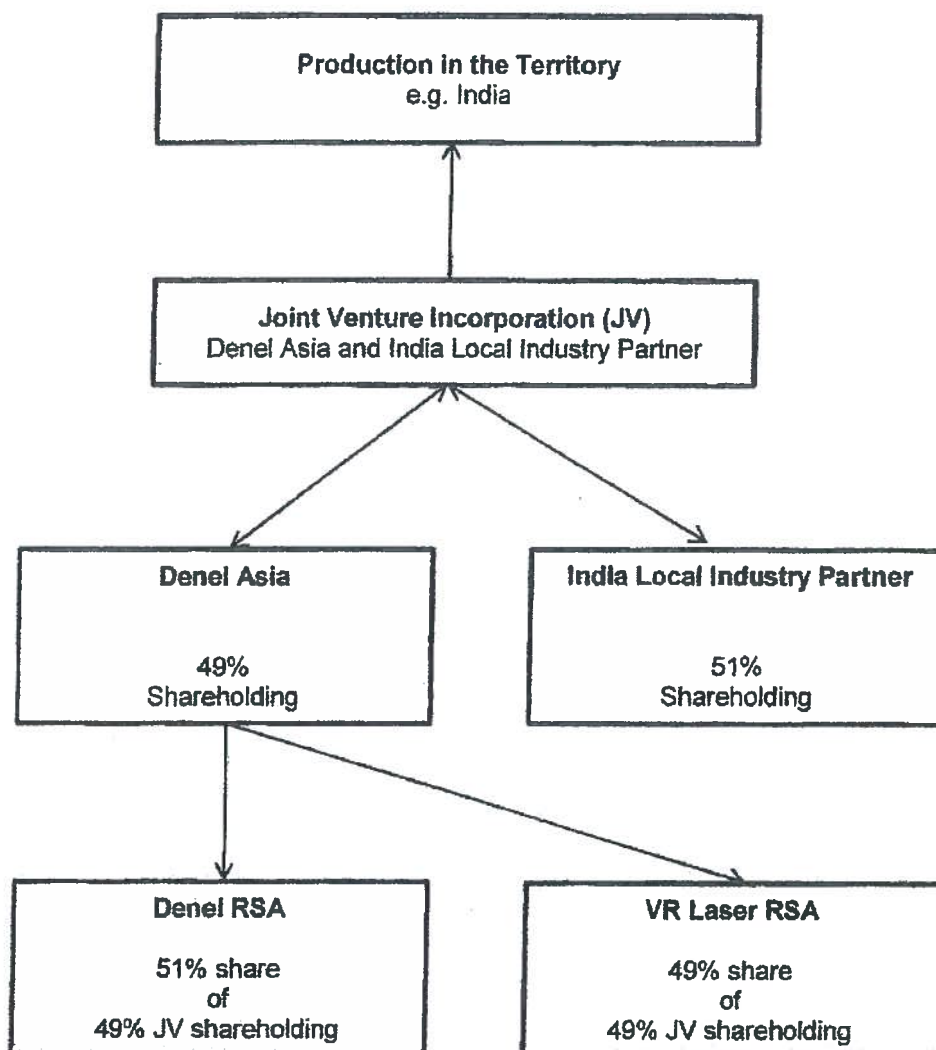 Production in the Territory
e.g. India
Joint Venture Incorporation (JV)
Denel Asia and India Local Industry Partner
Denel Asia
49%
Shareholding
India Local Industry Partner
51%
Shareholding
Denel RSA
51% share
of
49% JV shareholding
VR Laser RSA
49% share
of
49% JV shareholding